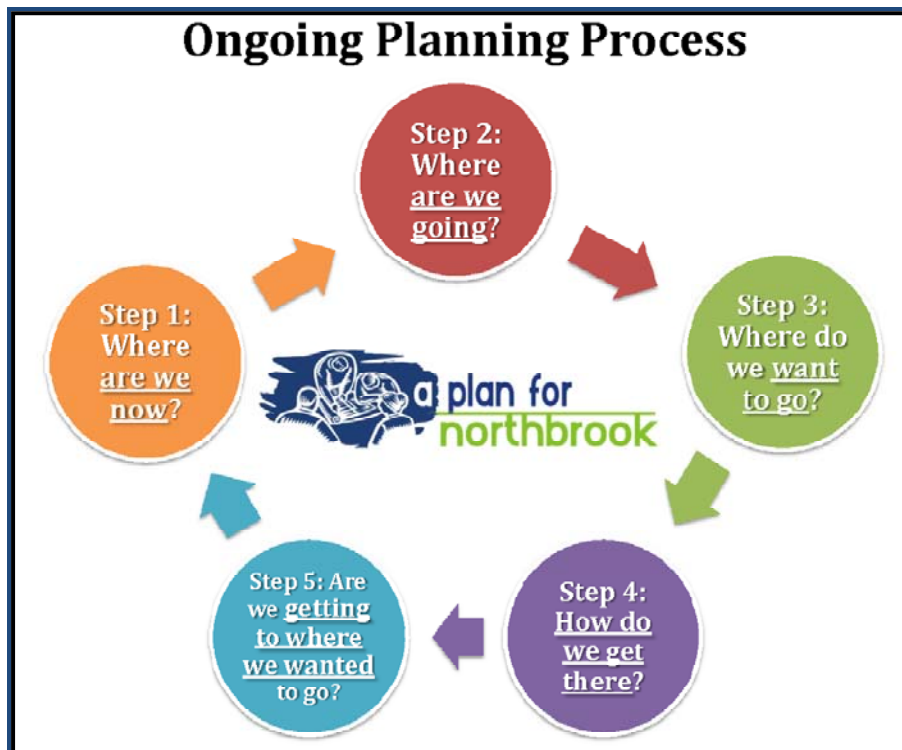 Ongoing Planning Process
Step 1:
Where
are we
now?
Step 2:
Where
are we
going?
Step 3:
Where do
we want
to go?
Step 4:
How do
we get
there?
Step 5: Are
we getting
to where
we wanted
to go?
a plan for
northbrook